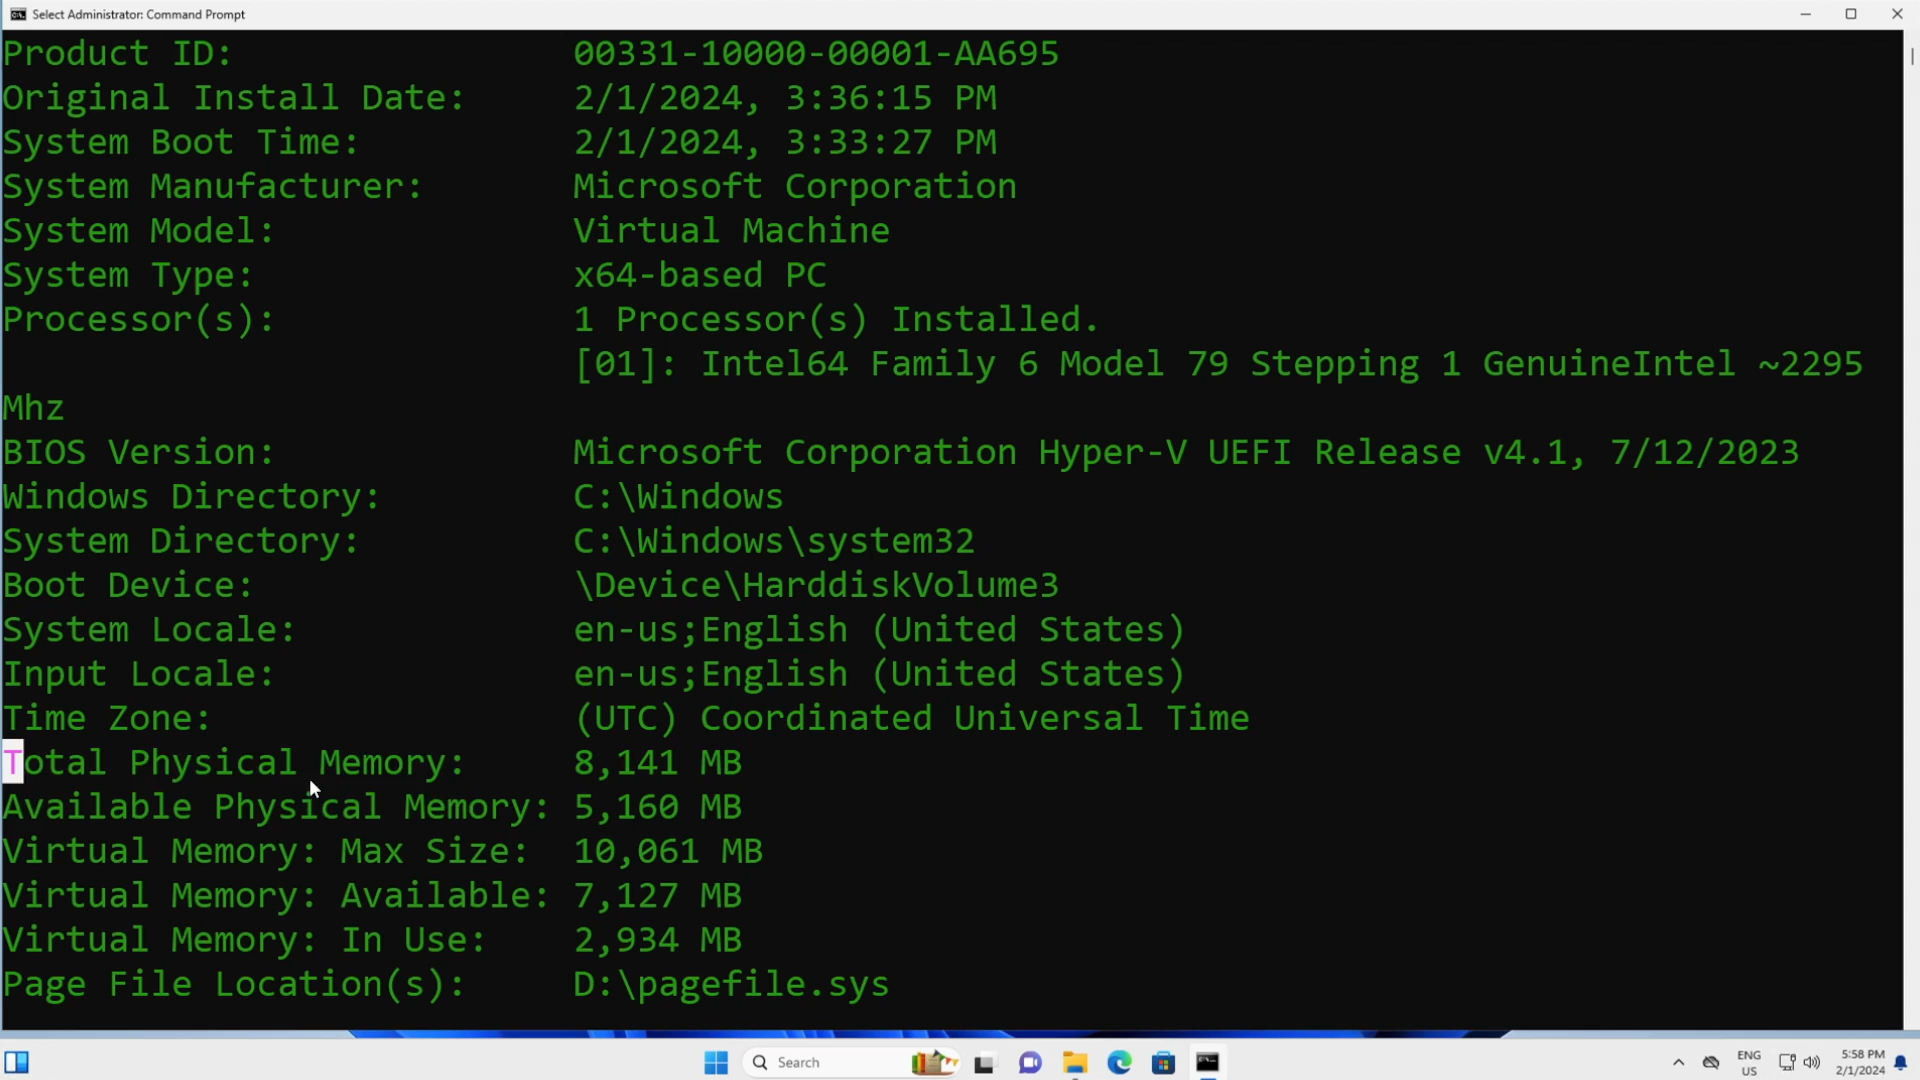 Select Administrator: Command Prompt
Product ID: 00331-10000-00001-AA695
Original Install Date: 2/1/2024, 3:36:15 PM
System Boot Time: 2/1/2024, 3:33:27 PM
System Manufacturer: Microsoft Corporation
System Model: Virtual Machine
System Type: x64-based PC
Processor(s): 1 Processor(s) Installed.
[01]: Intel64 Family 6 Model 79 Stepping 1 GenuineIntel ~2295
Mhz
BIOS Version: Microsoft Corporation Hyper-V UEFI Release v4.1, 7/12/2023
Windows Directory: C:\Windows
System Directory: C:\Windows\system32
Boot Device: \Device\HarddiskVolume3
System Locale: en-us;English (United States)
Input Locale: en-us;English (United States)
Time Zone: (UTC) Coordinated Universal Time
Total Physical Memory: 8,141 MB
Available Physical Memory: 5,160 MB
Virtual Memory: Max Size: 10,061 MB
Virtual Memory: Available: 7,127 MB
Virtual Memory: In Use: 2,934 MB
Page File Location(s): D:\pagefile.sys
Search
ENG
US
5:58 PM
2/1/2024